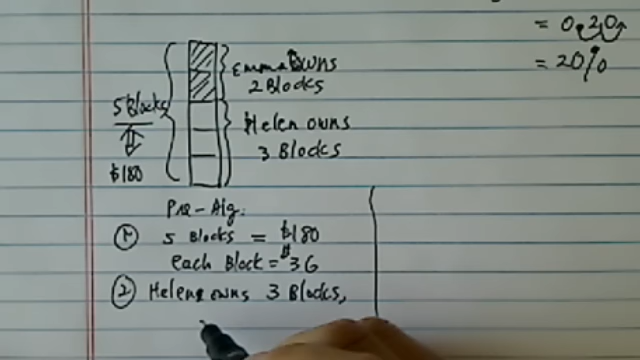 = 0.20
= 20%
Emma owns
2 Blocks
5 Blocks
Helen owns
3 Blocks
$180
Pre-Alg.
1 5 Blocks = $180
each Block = $36
2 Helen owns 3 Blocks,